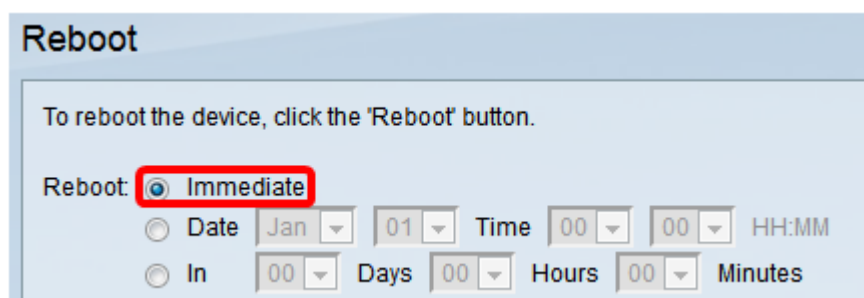 Reboot
To reboot the device, click the 'Reboot' button.
Reboot: Immediate
Date Jan 01 Time 00 00 HH:MM
In 00 Days 00 Hours 00 Minutes